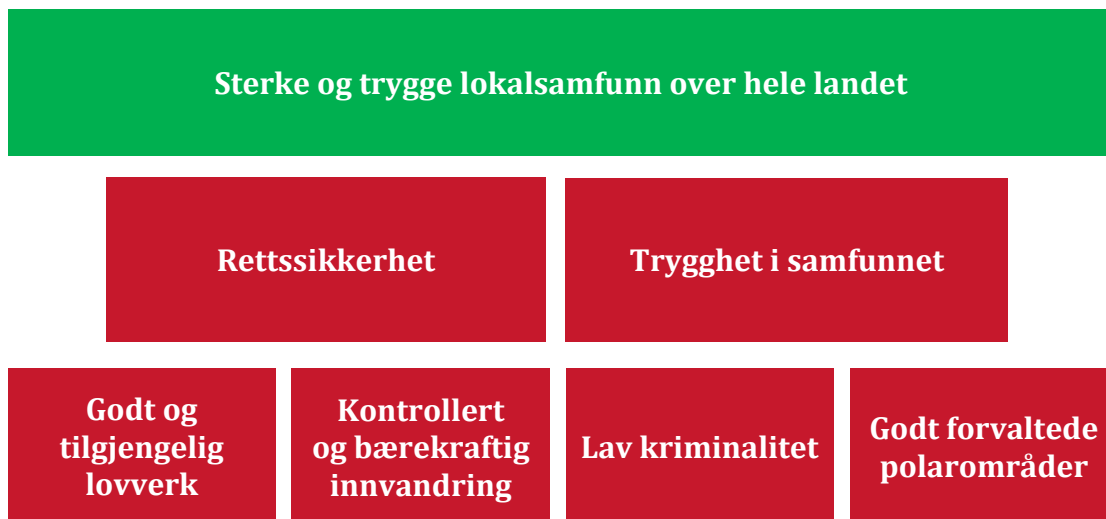 Sterke og trygge lokalsamfunn over hele landet
Rettssikkerhet
Trygghet i samfunnet
Godt og
tilgjengelig
lovverk
Kontrollert
og bærekraftig
innvandring
Lav kriminalitet
Godt forvaltede
polarområder